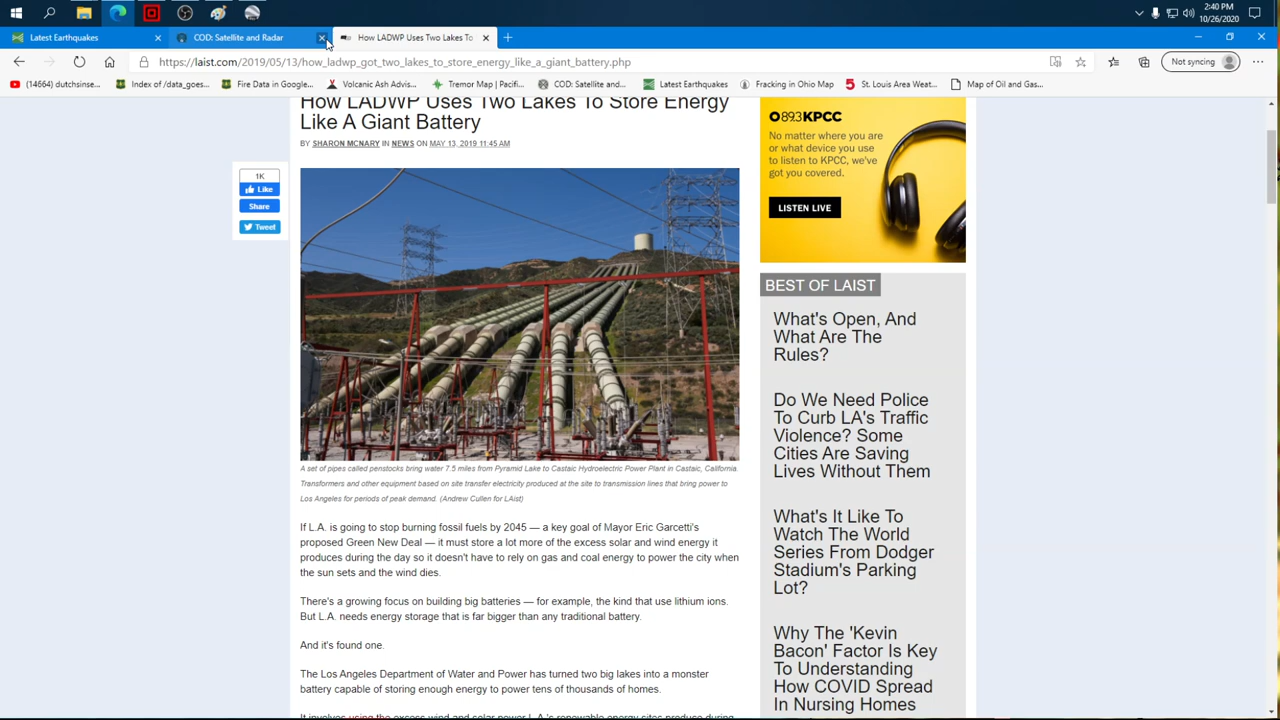 2:40 PM
10/26/2020
Latest Earthquakes
COD: Satellite and Radar
How LADWP Uses Two Lakes To
https://laist.com/2019/05/13/how_ladwp_got_two_lakes_to_store_energy_like_a_giant_battery.php
Not syncing
(14664) dutchsinse...
Index of /data_goes...
Fire Data in Google...
Volcanic Ash Advis...
Tremor Map | Pacifi...
COD: Satellite and...
Latest Earthquakes
Fracking in Ohio Map
St. Louis Area Weat...
Map of Oil and Gas...
How LADWP Uses Two Lakes To Store Energy
Like A Giant Battery
BY SHARON MCNARY IN NEWS ON MAY 13, 2019 11:45 AM
1K
Like
Share
Tweet
A set of pipes called penstocks bring water 7.5 miles from Pyramid Lake to Castaic Hydroelectric Power Plant in Castaic, California.
Transformers and other equipment based on site transfer electricity produced at the site to transmission lines that bring power to
Los Angeles for periods of peak demand. (Andrew Cullen for LAist)
If L.A. is going to stop burning fossil fuels by 2045 — a key goal of Mayor Eric Garcetti's
proposed Green New Deal — it must store a lot more of the excess solar and wind energy it
produces during the day so it doesn't have to rely on gas and coal energy to power the city when
the sun sets and the wind dies.
There's a growing focus on building big batteries — for example, the kind that use lithium ions.
But L.A. needs energy storage that is far bigger than any traditional battery.
And it's found one.
The Los Angeles Department of Water and Power has turned two big lakes into a monster
battery capable of storing enough energy to power tens of thousands of homes.
It involves using the excess wind and solar power L.A.'s renewable energy sites produce during
89.3 KPCC
No matter where you are
or what device you use
to listen to KPCC, we've
got you covered.
LISTEN LIVE
BEST OF LAIST
What's Open, And
What Are The
Rules?
Do We Need Police
To Curb LA's Traffic
Violence? Some
Cities Are Saving
Lives Without Them
What's It Like To
Watch The World
Series From Dodger
Stadium's Parking
Lot?
Why The 'Kevin
Bacon' Factor Is Key
To Understanding
How COVID Spread
In Nursing Homes